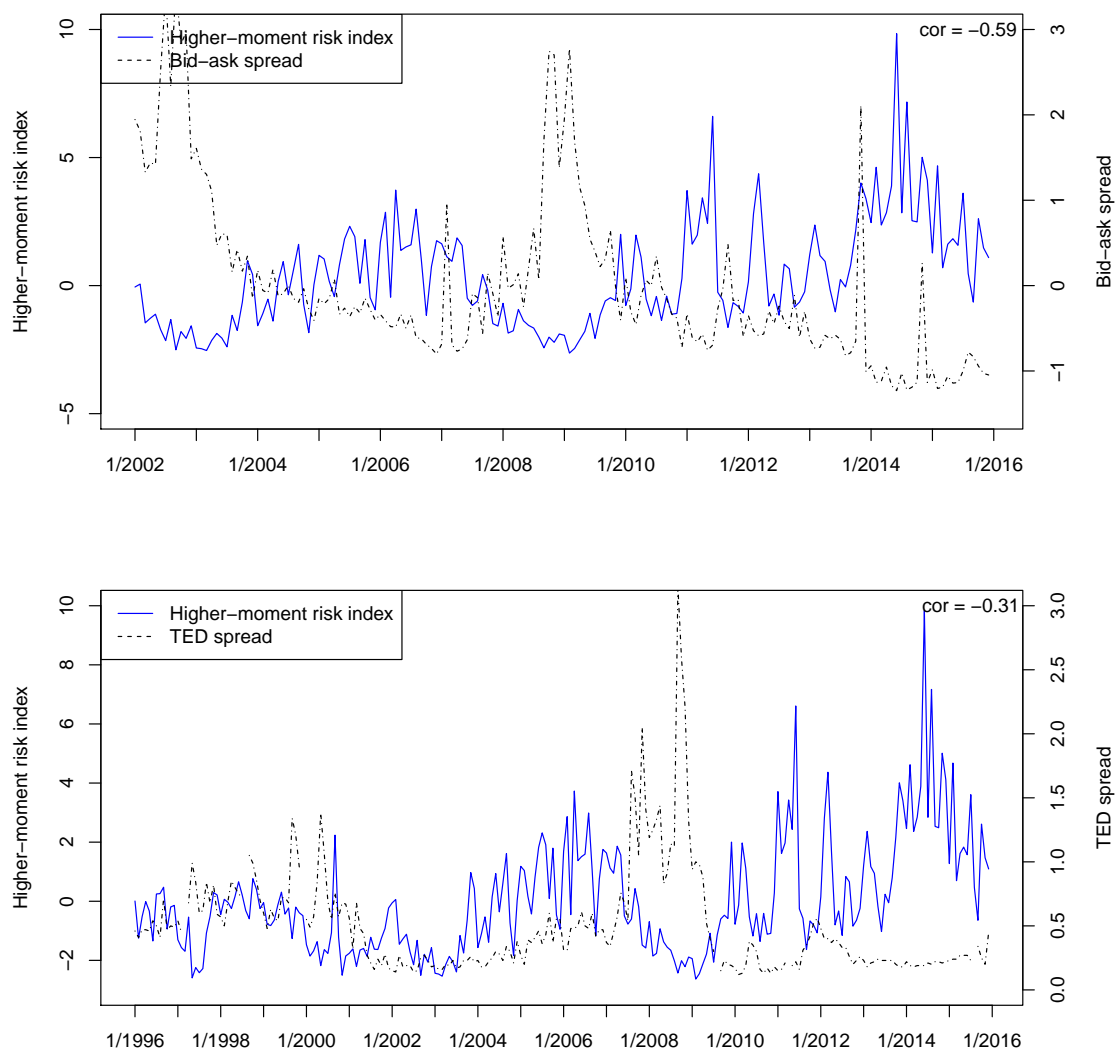 cor = −0.59
Higher−moment risk index
Bid−ask spread
Higher−moment risk index
10
5
0
−5
3
2
1
0
−1
Bid−ask spread
1/2002 1/2004 1/2006 1/2008 1/2010 1/2012 1/2014 1/2016
cor = −0.31
Higher−moment risk index
TED spread
Higher−moment risk index
10
8
6
4
2
0
−2
3.0
2.5
2.0
1.5
1.0
0.5
0.0
TED spread
1/1996 1/1998 1/2000 1/2002 1/2004 1/2006 1/2008 1/2010 1/2012 1/2014 1/2016